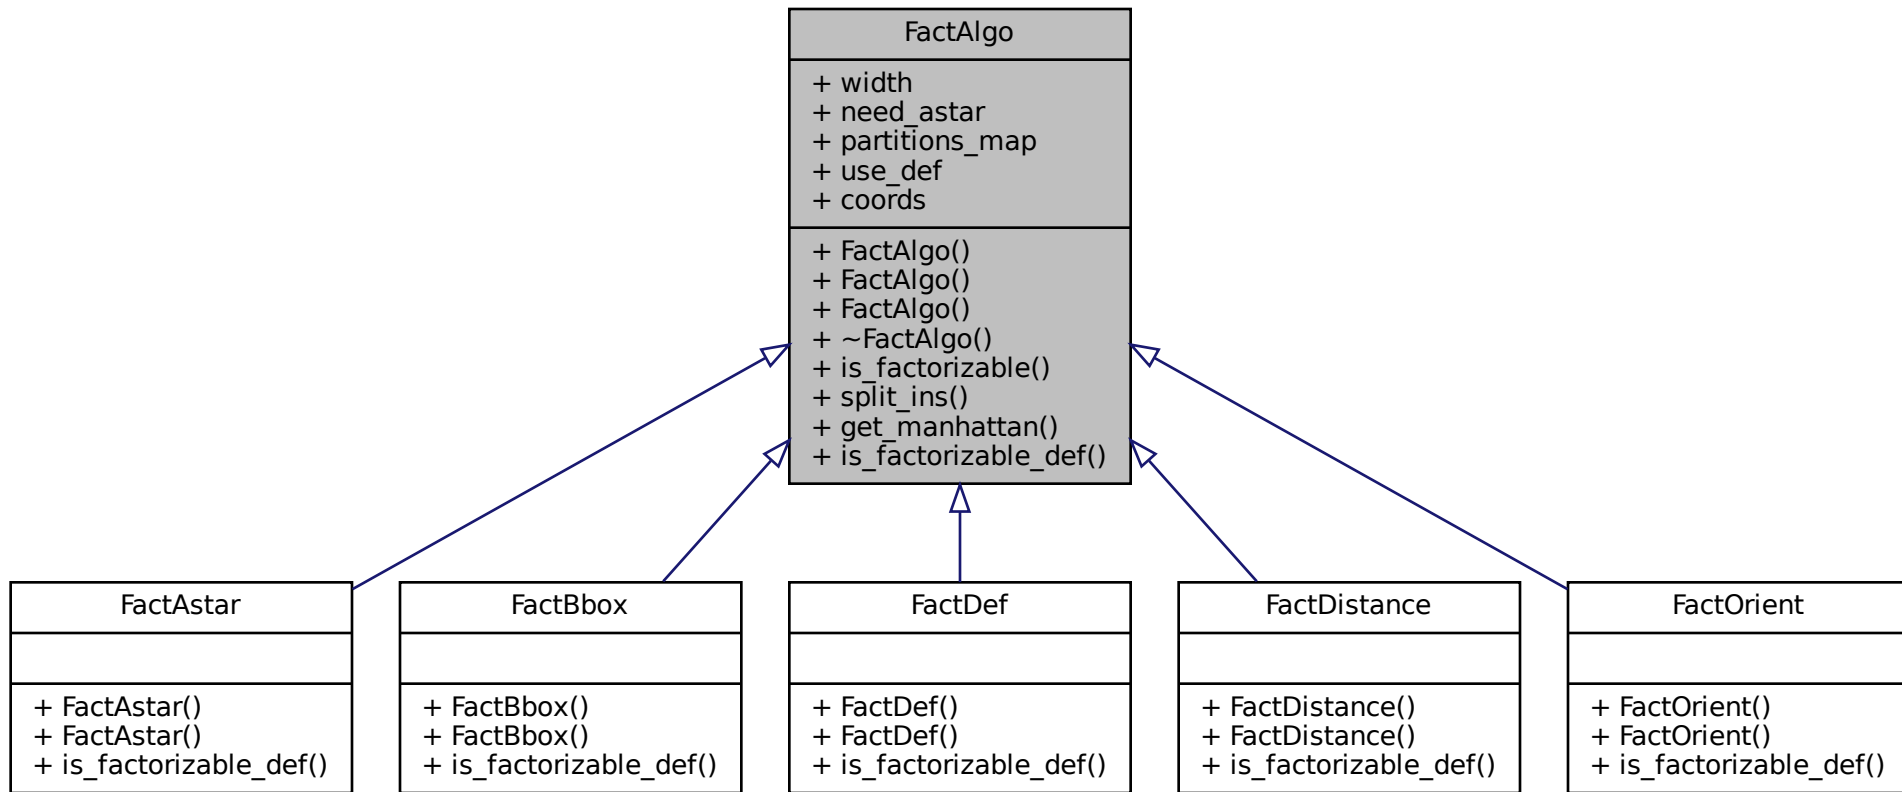 FactAlgo
+ width
+ need_astar
+ partitions_map
+ use_def
+ coords
+ FactAlgo()
+ FactAlgo()
+ FactAlgo()
+ ~FactAlgo()
+ is_factorizable()
+ split_ins()
+ get_manhattan()
+ is_factorizable_def()
FactAstar
+ FactAstar()
+ FactAstar()
+ is_factorizable_def()
FactBbox
+ FactBbox()
+ FactBbox()
+ is_factorizable_def()
FactDef
+ FactDef()
+ FactDef()
+ is_factorizable_def()
FactDistance
+ FactDistance()
+ FactDistance()
+ is_factorizable_def()
FactOrient
+ FactOrient()
+ FactOrient()
+ is_factorizable_def()